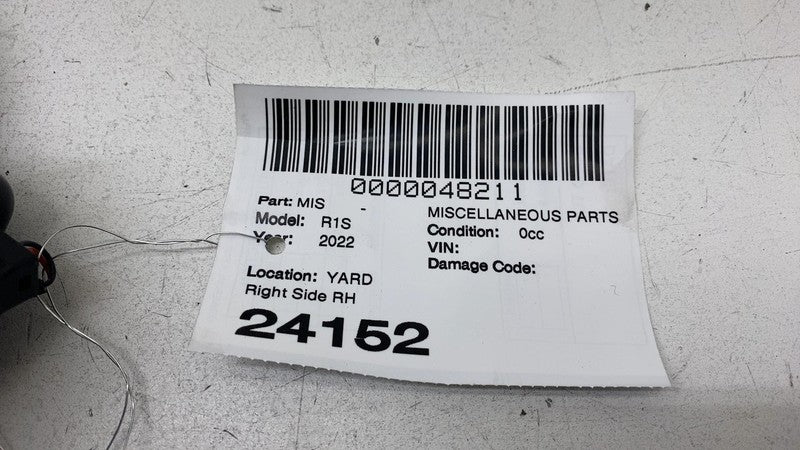 0000048211
Part: MIS -
MISCELLANEOUS PARTS
Model: R1S
Condition: 0cc
Year: 2022
VIN:
Damage Code:
Location: YARD
Right Side RH
24152